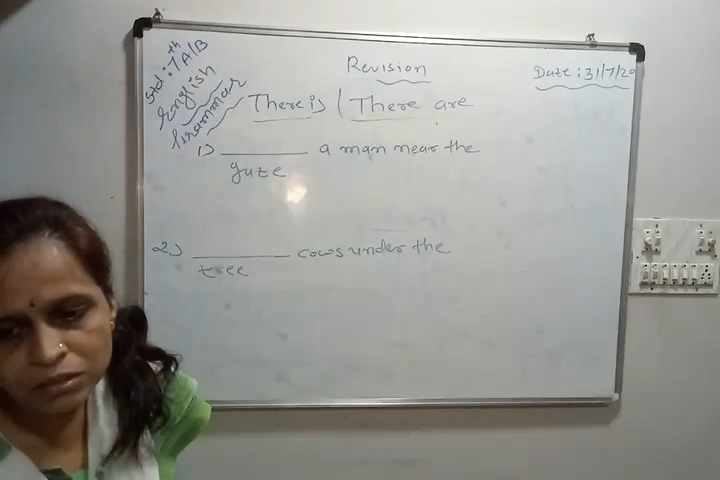 Std : 7th A/B
English
Grammar
Revision
Date : 31/7/20
There is / There are
1) ________ a man near the
gate
2) ________ cows under the
tree